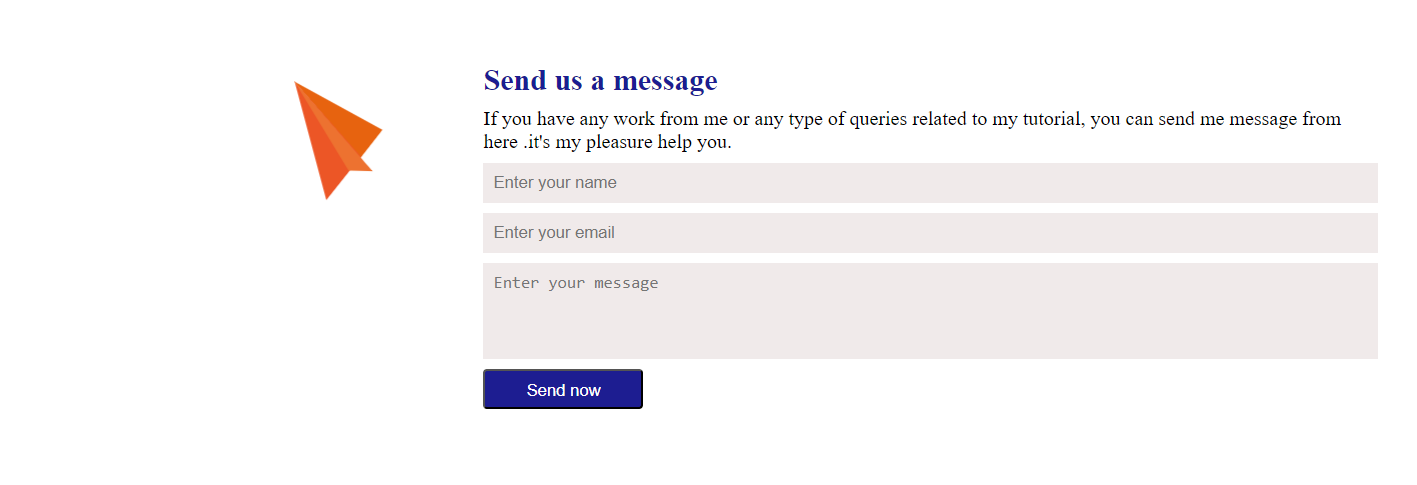 Send us a message
If you have any work from me or any type of queries related to my tutorial, you can send me message from
here .it's my pleasure help you.
Enter your name
Enter your email
Enter your message
Send now